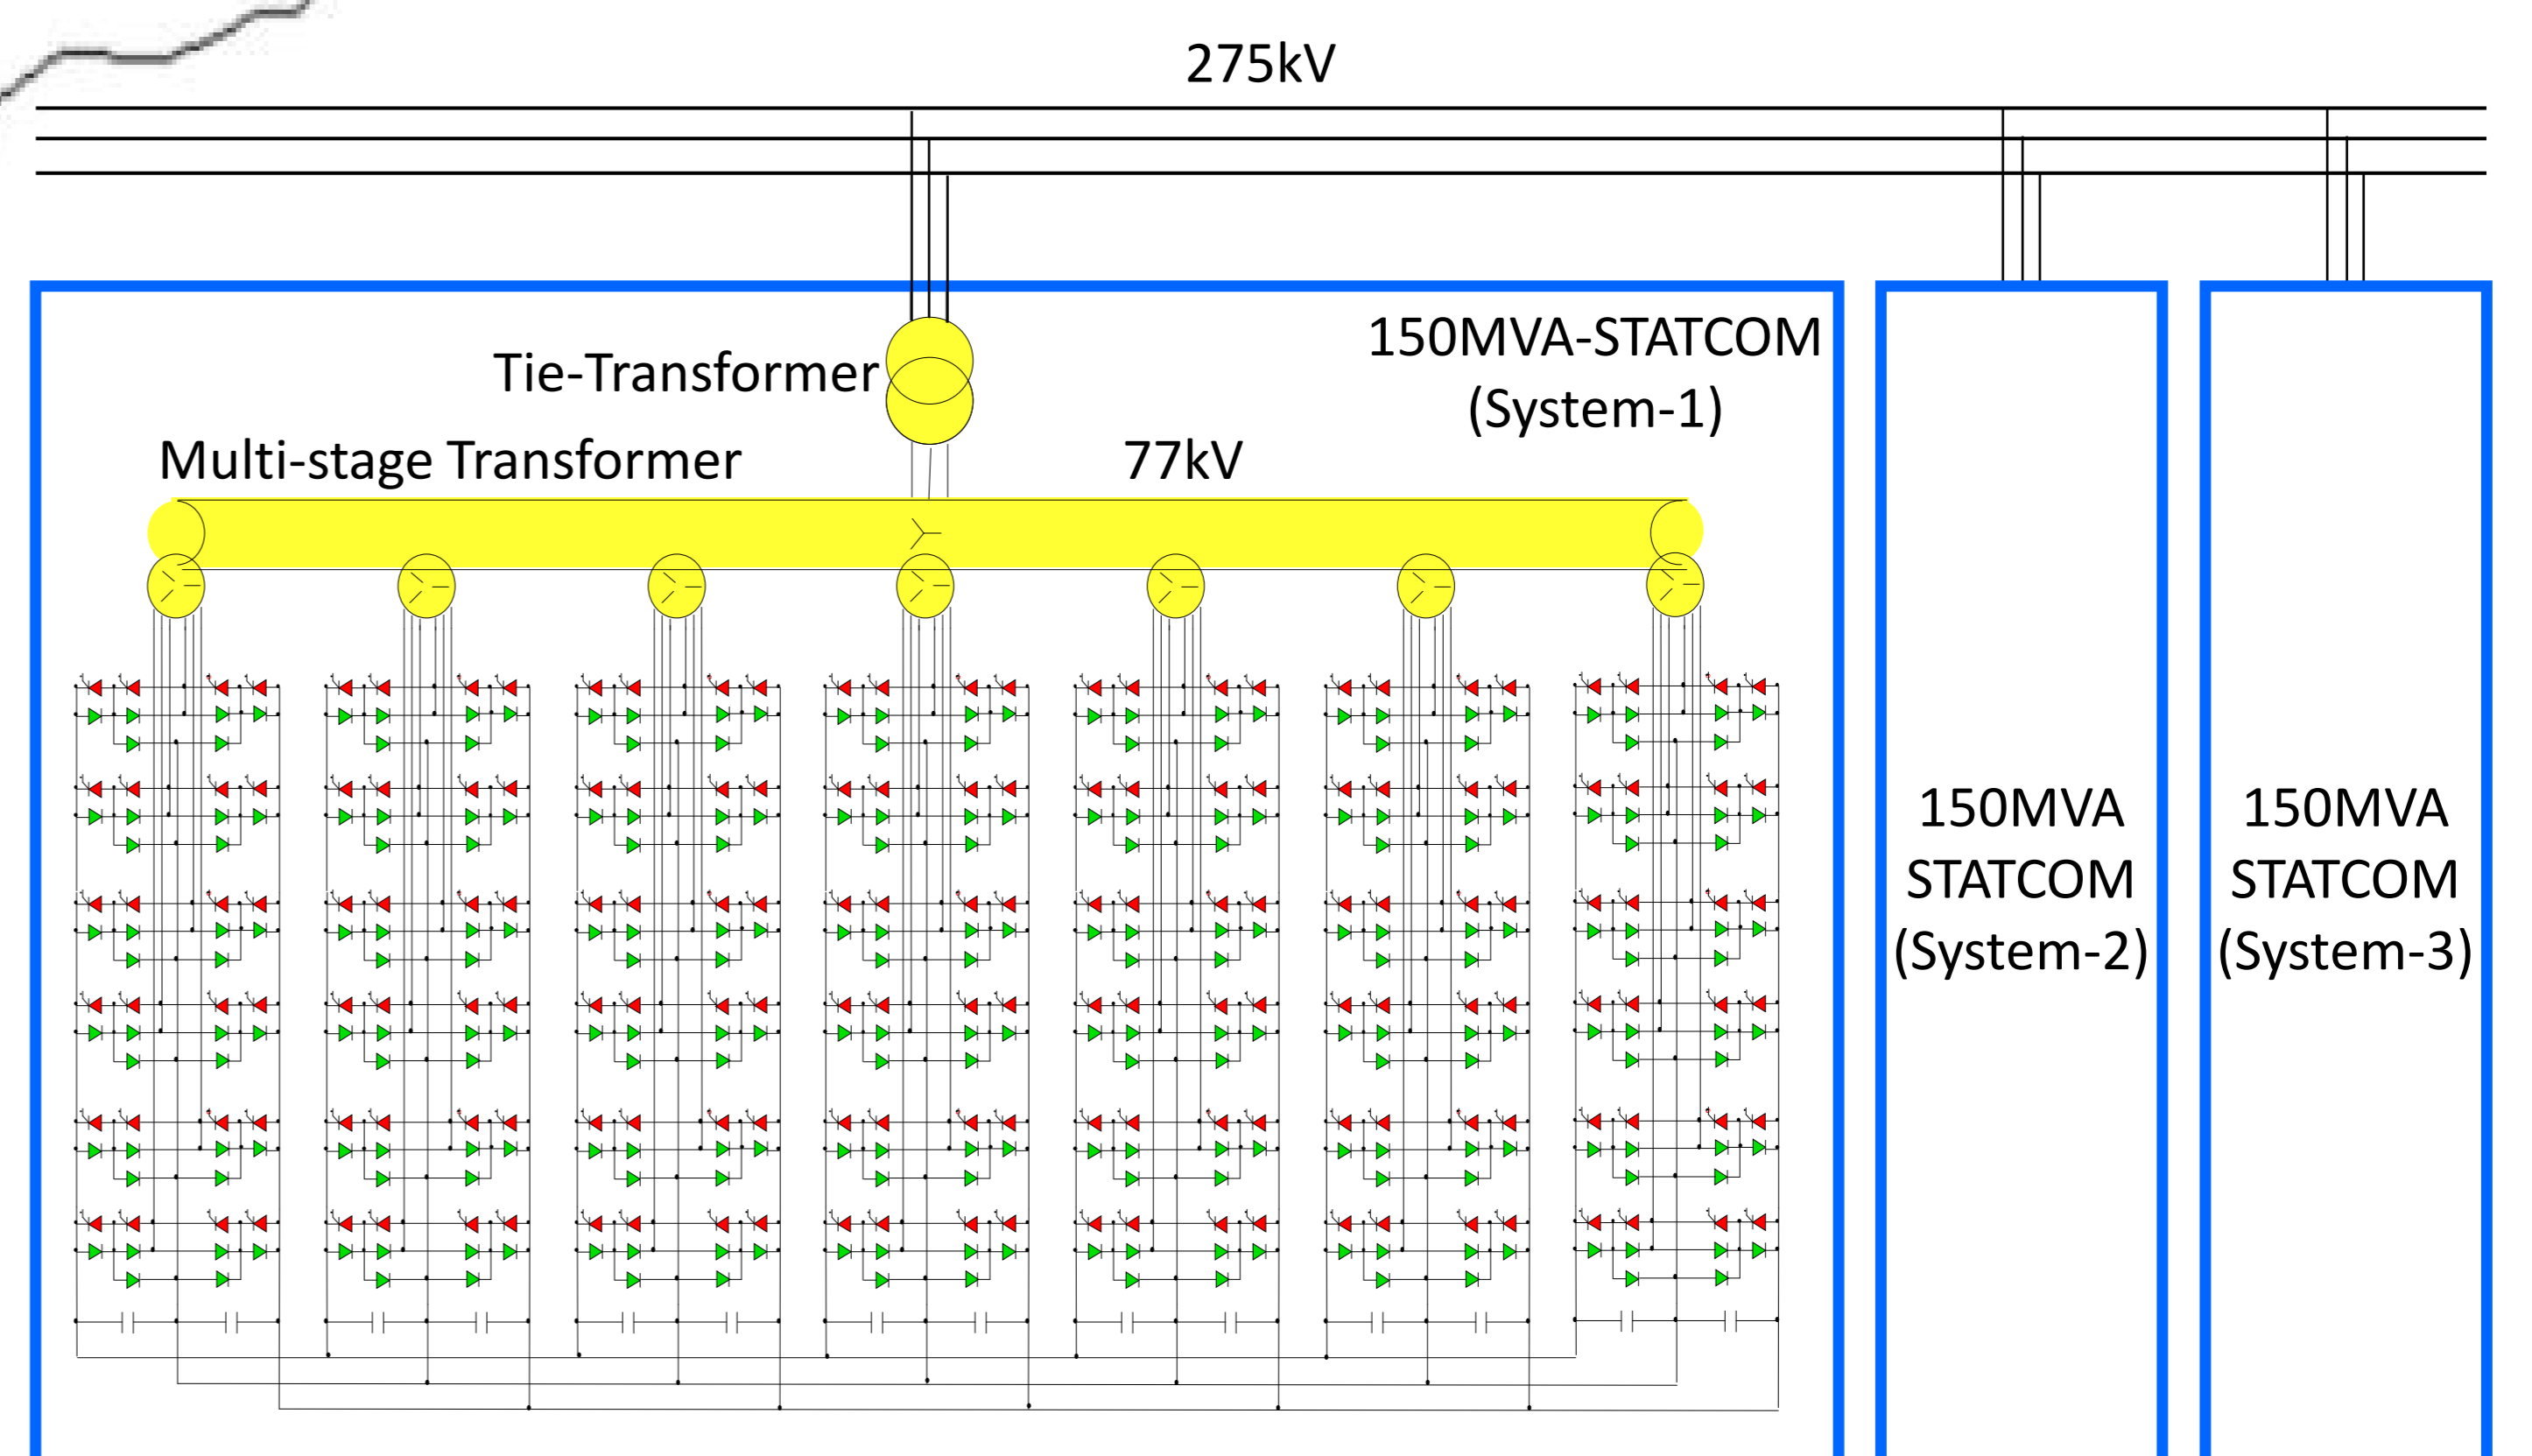 275kV
150MVA-STATCOM
(System-1)
Tie-Transformer
Multi-stage Transformer
77kV
150MVA
STATCOM
(System-2)
150MVA
STATCOM
(System-3)